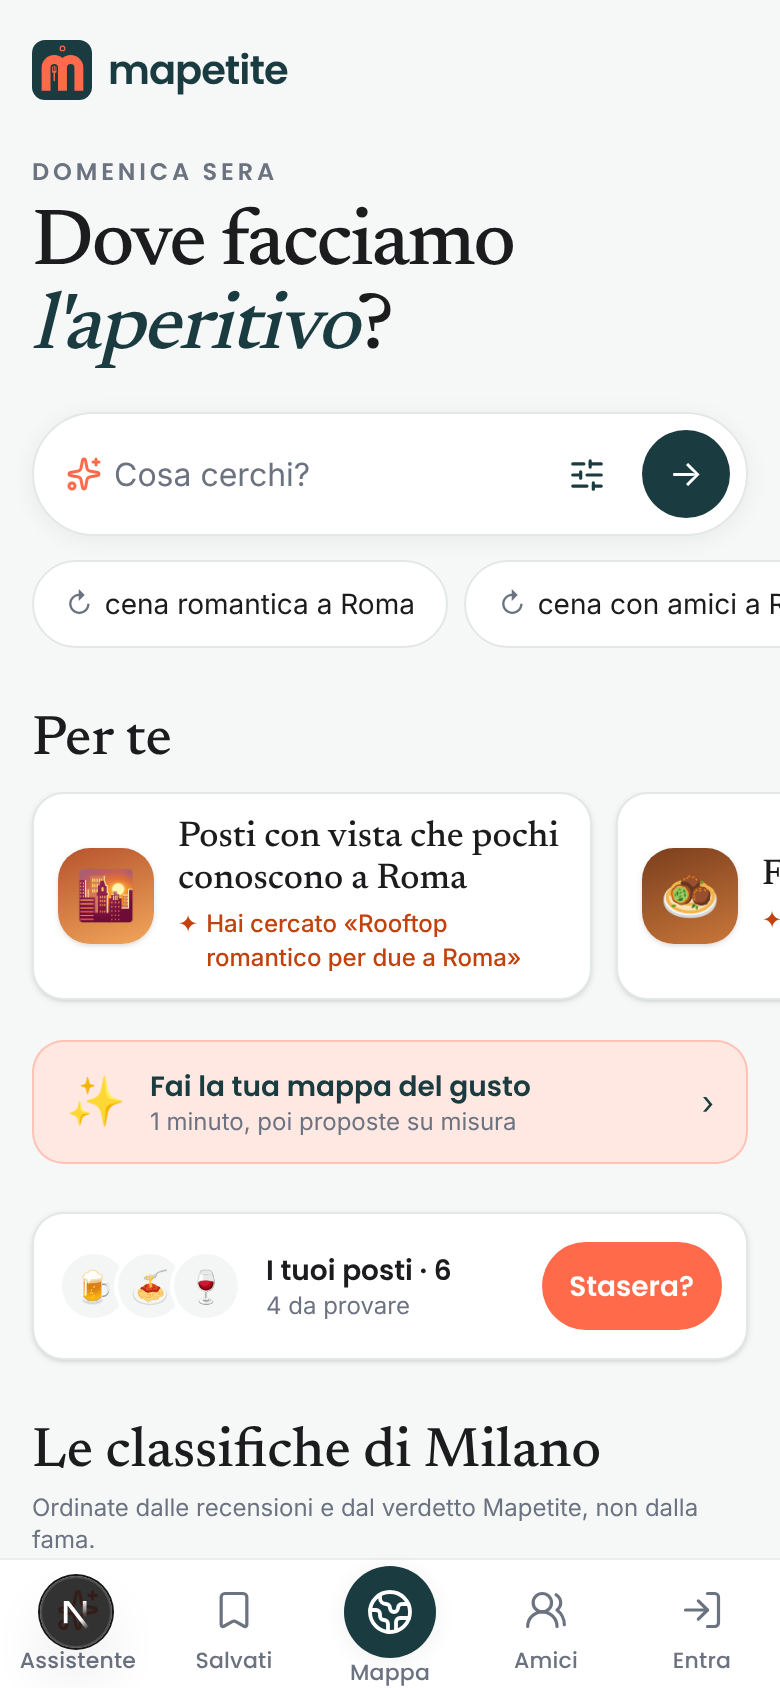 mapetite
DOMENICA SERA
Dove facciamo
l'aperitivo?
Cosa cerchi?
cena romantica a Roma
cena con amici a R
Per te
Posti con vista che pochi
conoscono a Roma
✦ Hai cercato «Rooftop
romantico per due a Roma»
F
✦
Fai la tua mappa del gusto
1 minuto, poi proposte su misura
I tuoi posti · 6
4 da provare
Stasera?
Le classifiche di Milano
Ordinate dalle recensioni e dal verdetto Mapetite, non dalla
fama.
N
Assistente
Salvati
Mappa
Amici
Entra